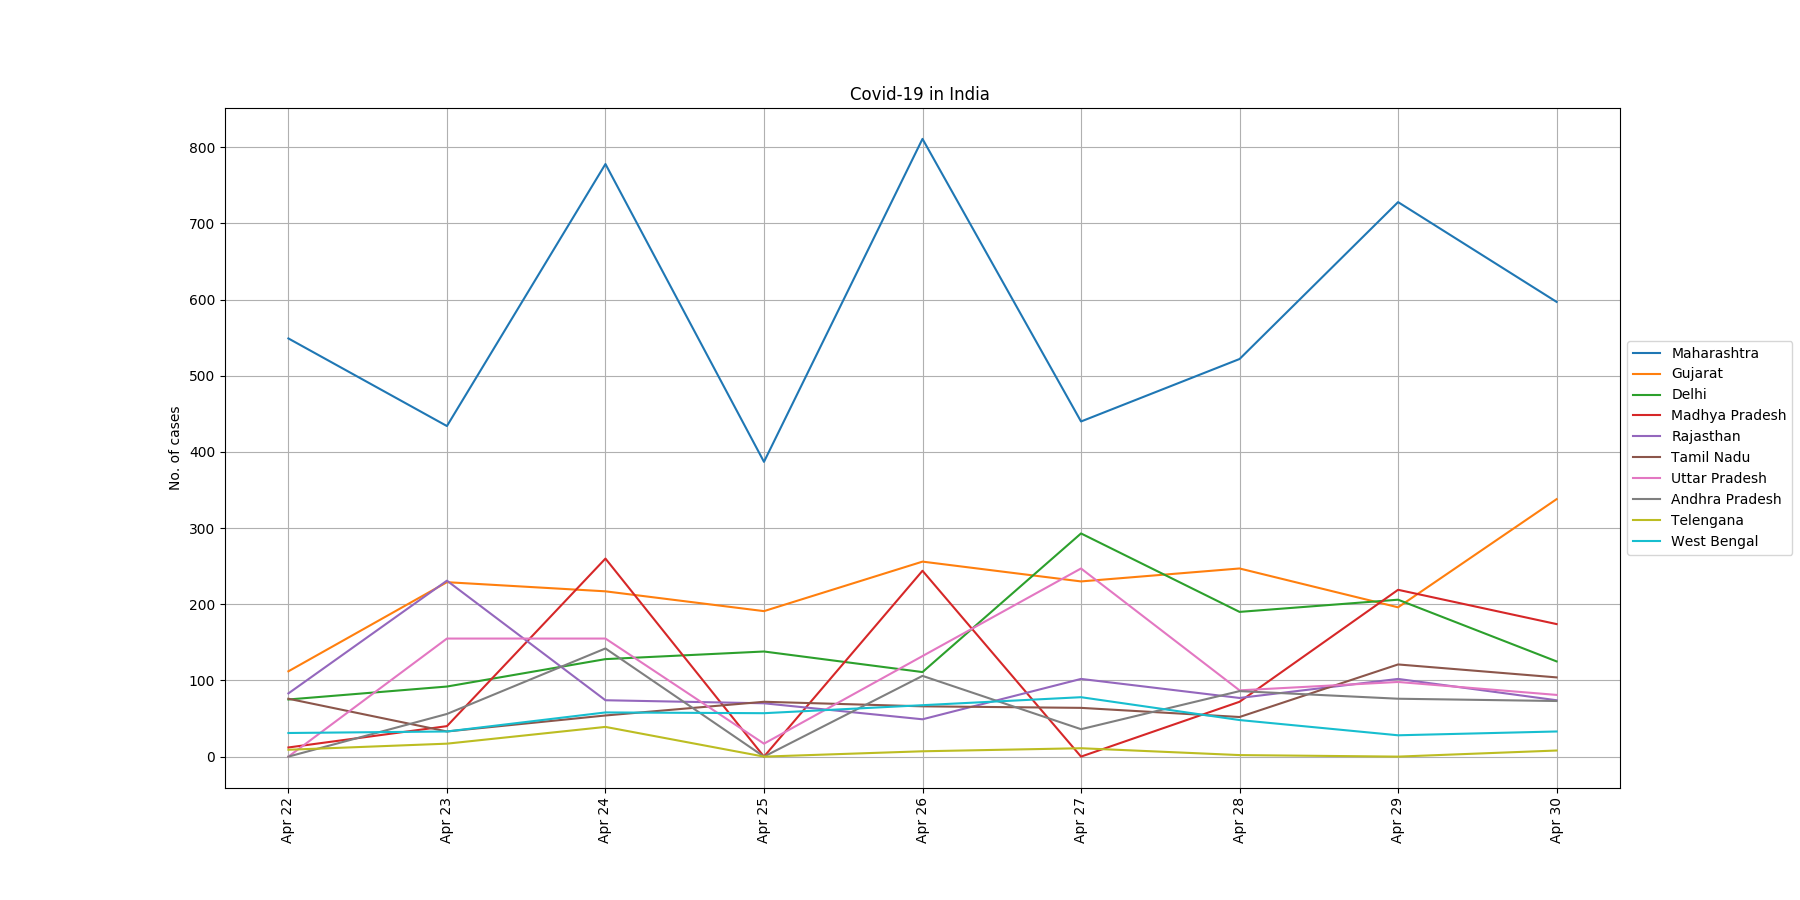 Covid-19 in India
No. of cases
800
700
600
500
400
300
200
100
0
Apr 22
Apr 23
Apr 24
Apr 25
Apr 26
Apr 27
Apr 28
Apr 29
Apr 30
Maharashtra
Gujarat
Delhi
Madhya Pradesh
Rajasthan
Tamil Nadu
Uttar Pradesh
Andhra Pradesh
Telengana
West Bengal